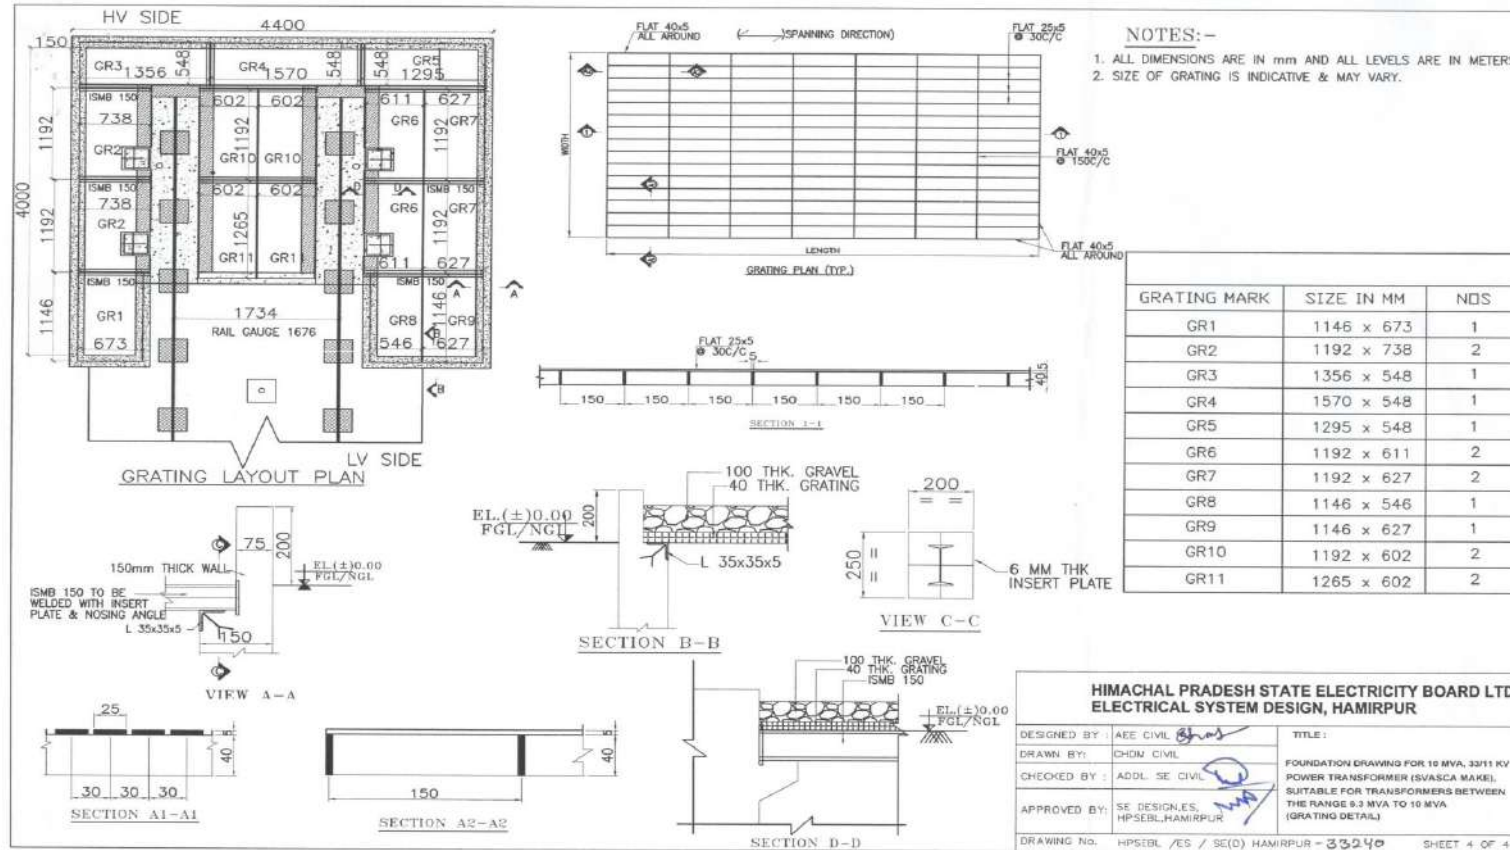 HV SIDE
4400
150
GR3
1356
548
GR4
1570
548
548
GR5
1295
ISMB 150
738
GR2
1192
602
602
1192
GR10
GR10
611
627
GR6
GR7
4000
ISMB 150
738
GR2
1192
602
602
1265
GR11
D
D
ISMB 150
GR6
GR7
1192
611
627
ISMB 150
GR1
673
1146
1734
RAIL GAUGE 1676
ISMB 150
GR8
546
1146
GR9
627
A
A
B
B
LV SIDE
GRATING LAYOUT PLAN
FLAT 40x5
ALL AROUND
SPANNING DIRECTION)
FLAT 25x5
@ 30C/C
WIDTH
FLAT 40x5
@ 150C/C
LENGTH
FLAT 40x5
ALL AROUND
GRATING PLAN (TYP.)
FLAT 25x5
@ 30C/C
5
40
5
150
150
150
150
150
150
SECTION 1-1
NOTES:-
1. ALL DIMENSIONS ARE IN mm AND ALL LEVELS ARE IN METERS
2. SIZE OF GRATING IS INDICATIVE & MAY VARY.
GRATING MARK SIZE IN MM NOS
GR1 1146 x 673 1
GR2 1192 x 738 2
GR3 1356 x 548 1
GR4 1570 x 548 1
GR5 1295 x 548 1
GR6 1192 x 611 2
GR7 1192 x 627 2
GR8 1146 x 546 1
GR9 1146 x 627 1
GR10 1192 x 602 2
GR11 1265 x 602 2
75
200
150mm THICK WALL
EL.(±)0.00
FGL/NGL
ISMB 150 TO BE
WELDED WITH INSERT
PLATE & NOSING ANGLE
L 35x35x5
150
VIEW A-A
100 THK. GRAVEL
40 THK. GRATING
EL.(±)0.00
FGL/NGL
200
L 35x35x5
SECTION B-B
200
= =
250
=
=
6 MM THK
INSERT PLATE
VIEW C-C
25
5
40
30 30 30
SECTION A1-A1
5
40
150
SECTION A2-A2
100 THK. GRAVEL
40 THK. GRATING
ISMB 150
EL.(±)0.00
FGL/NGL
SECTION D-D
HIMACHAL PRADESH STATE ELECTRICITY BOARD LTD
ELECTRICAL SYSTEM DESIGN, HAMIRPUR
DESIGNED BY : AEE CIVIL
DRAWN BY: CHDM CIVIL
CHECKED BY : ADDL. SE CIVIL
APPROVED BY: SE DESIGN,ES,
HPSEBL,HAMIRPUR
TITLE :
FOUNDATION DRAWING FOR 10 MVA, 33/11 KV
POWER TRANSFORMER (SVASCA MAKE),
SUITABLE FOR TRANSFORMERS BETWEEN
THE RANGE 6.3 MVA TO 10 MVA
(GRATING DETAIL)
DRAWING No. HPSEBL /ES / SE(D) HAMIRPUR - 33240 SHEET 4 OF